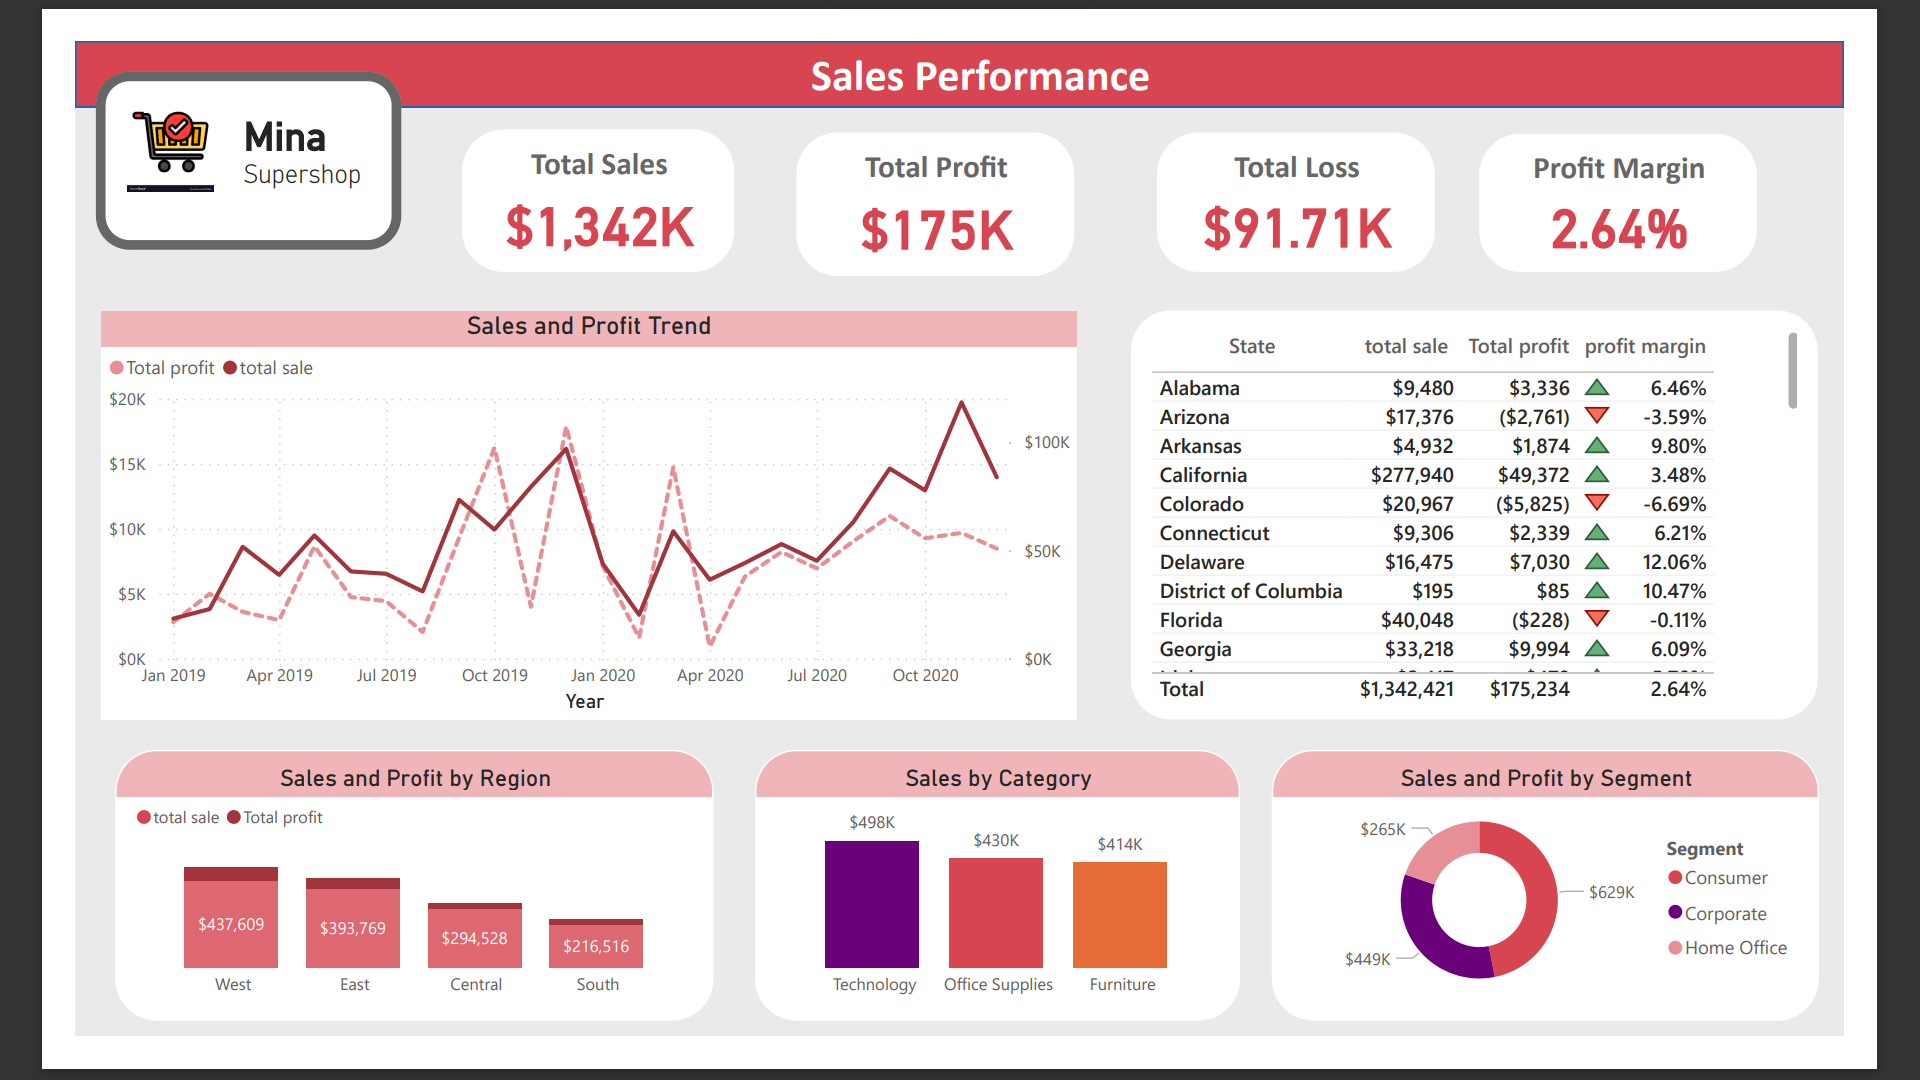 Sales Performance
Mina
Supershop
Total Sales
$1,342K
Total Profit
$175K
Total Loss
$91.71K
Profit Margin
2.64%
Sales and Profit Trend
Total profit total sale
$20K
$15K
$10K
$5K
$0K
$100K
$50K
$0K
Jan 2019 Apr 2019 Jul 2019 Oct 2019 Jan 2020 Apr 2020 Jul 2020 Oct 2020
Year
State total sale Total profit profit margin
Alabama $9,480 $3,336 6.46%
Arizona $17,376 ($2,761) -3.59%
Arkansas $4,932 $1,874 9.80%
California $277,940 $49,372 3.48%
Colorado $20,967 ($5,825) -6.69%
Connecticut $9,306 $2,339 6.21%
Delaware $16,475 $7,030 12.06%
District of Columbia $195 $85 10.47%
Florida $40,048 ($228) -0.11%
Georgia $33,218 $9,994 6.09%
Total $1,342,421 $175,234 2.64%
Sales and Profit by Region
total sale Total profit
$437,609
$393,769
$294,528
$216,516
West East Central South
Sales by Category
$498K
$430K
$414K
Technology Office Supplies Furniture
Sales and Profit by Segment
$265K
$629K
$449K
Segment
Consumer
Corporate
Home Office